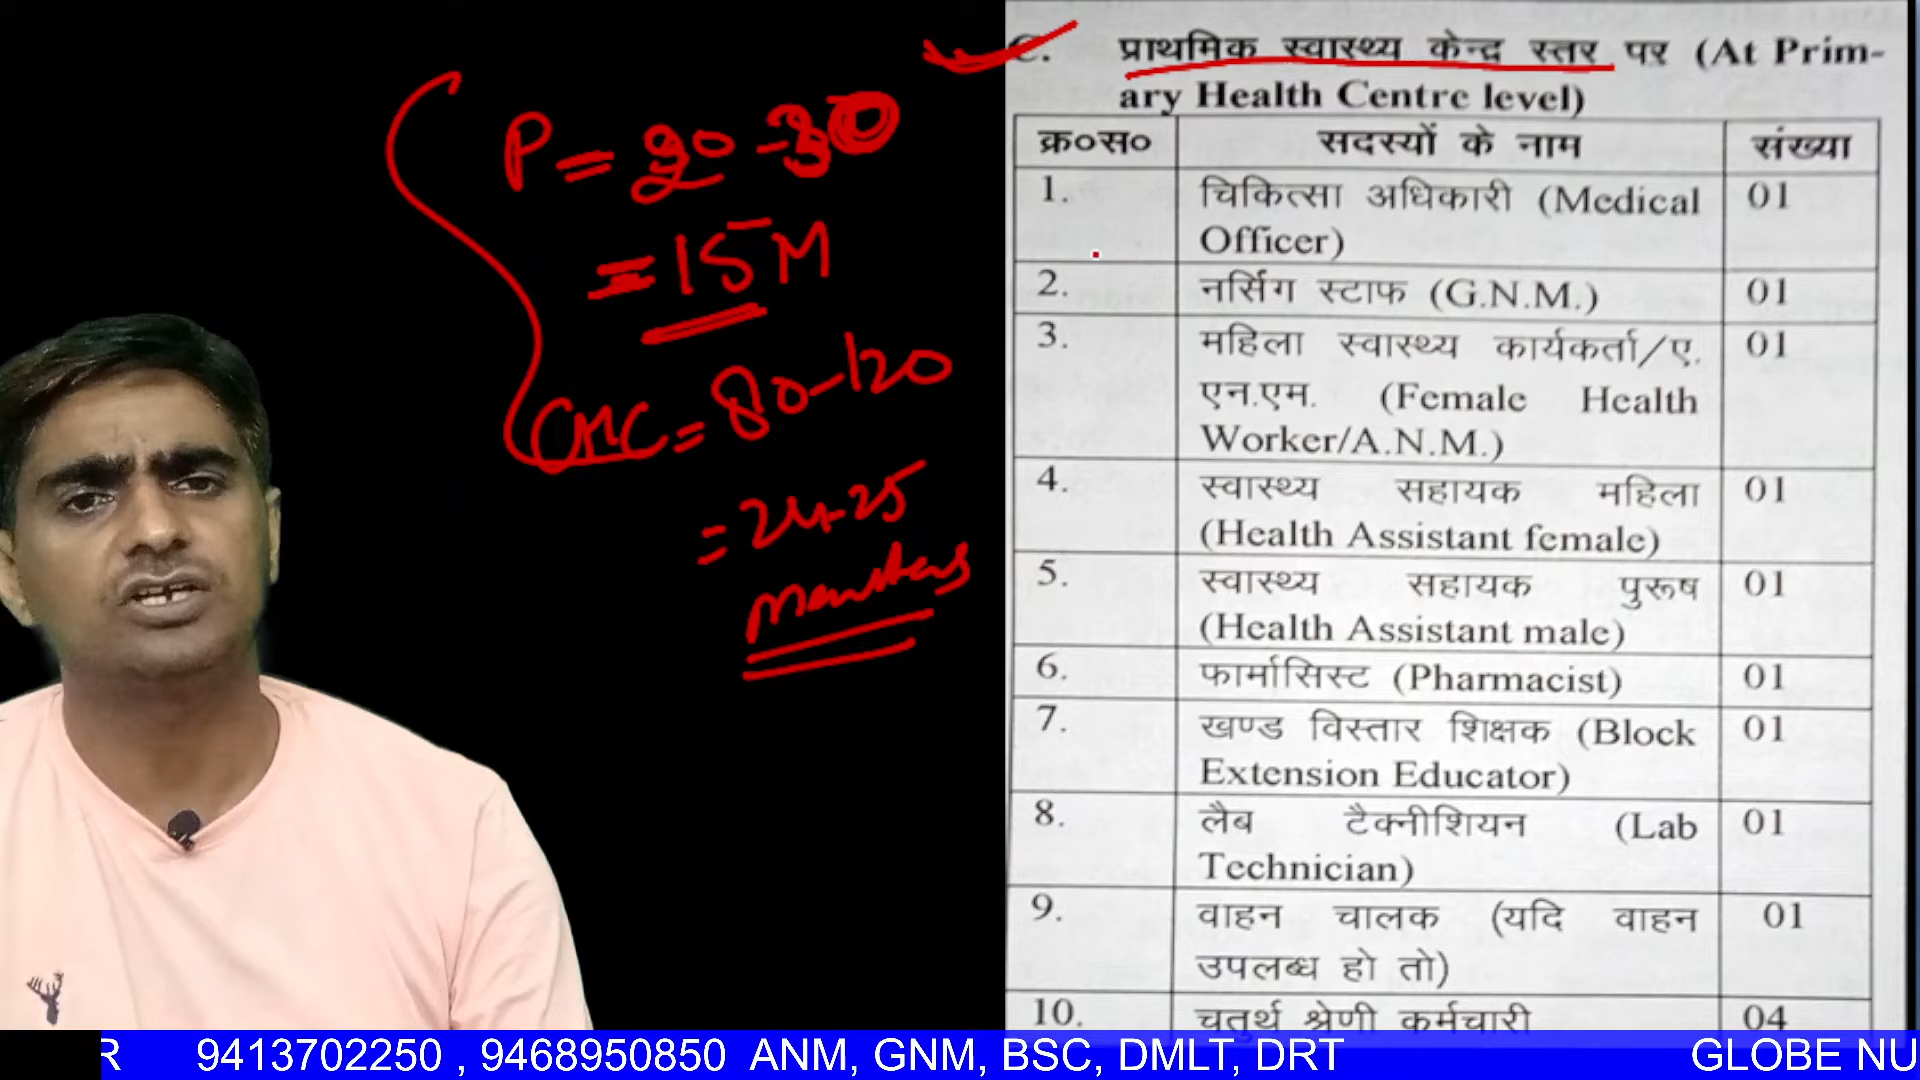 P = 20-30
= 15 M
CHC = 80-120
= 24-25
Members
C. प्राथमिक स्वास्थ्य केन्द्र स्तर पर (At Prim-
ary Health Centre level)
क्र०स० सदस्यों के नाम संख्या
1. चिकित्सा अधिकारी (Medical 01
Officer)
2. नर्सिग स्टाफ (G.N.M.) 01
3. महिला स्वास्थ्य कार्यकर्ता/ए. 01
एन.एम. (Female Health
Worker/A.N.M.)
4. स्वास्थ्य सहायक महिला 01
(Health Assistant female)
5. स्वास्थ्य सहायक पुरूष 01
(Health Assistant male)
6. फार्मासिस्ट (Pharmacist) 01
7. खण्ड विस्तार शिक्षक (Block 01
Extension Educator)
8. लैब टैक्नीशियन (Lab 01
Technician)
9. वाहन चालक (यदि वाहन 01
उपलब्ध हो तो)
10. चतुर्थ श्रेणी कर्मचारी 04
R 9413702250 , 9468950850 ANM, GNM, BSC, DMLT, DRT GLOBE NU